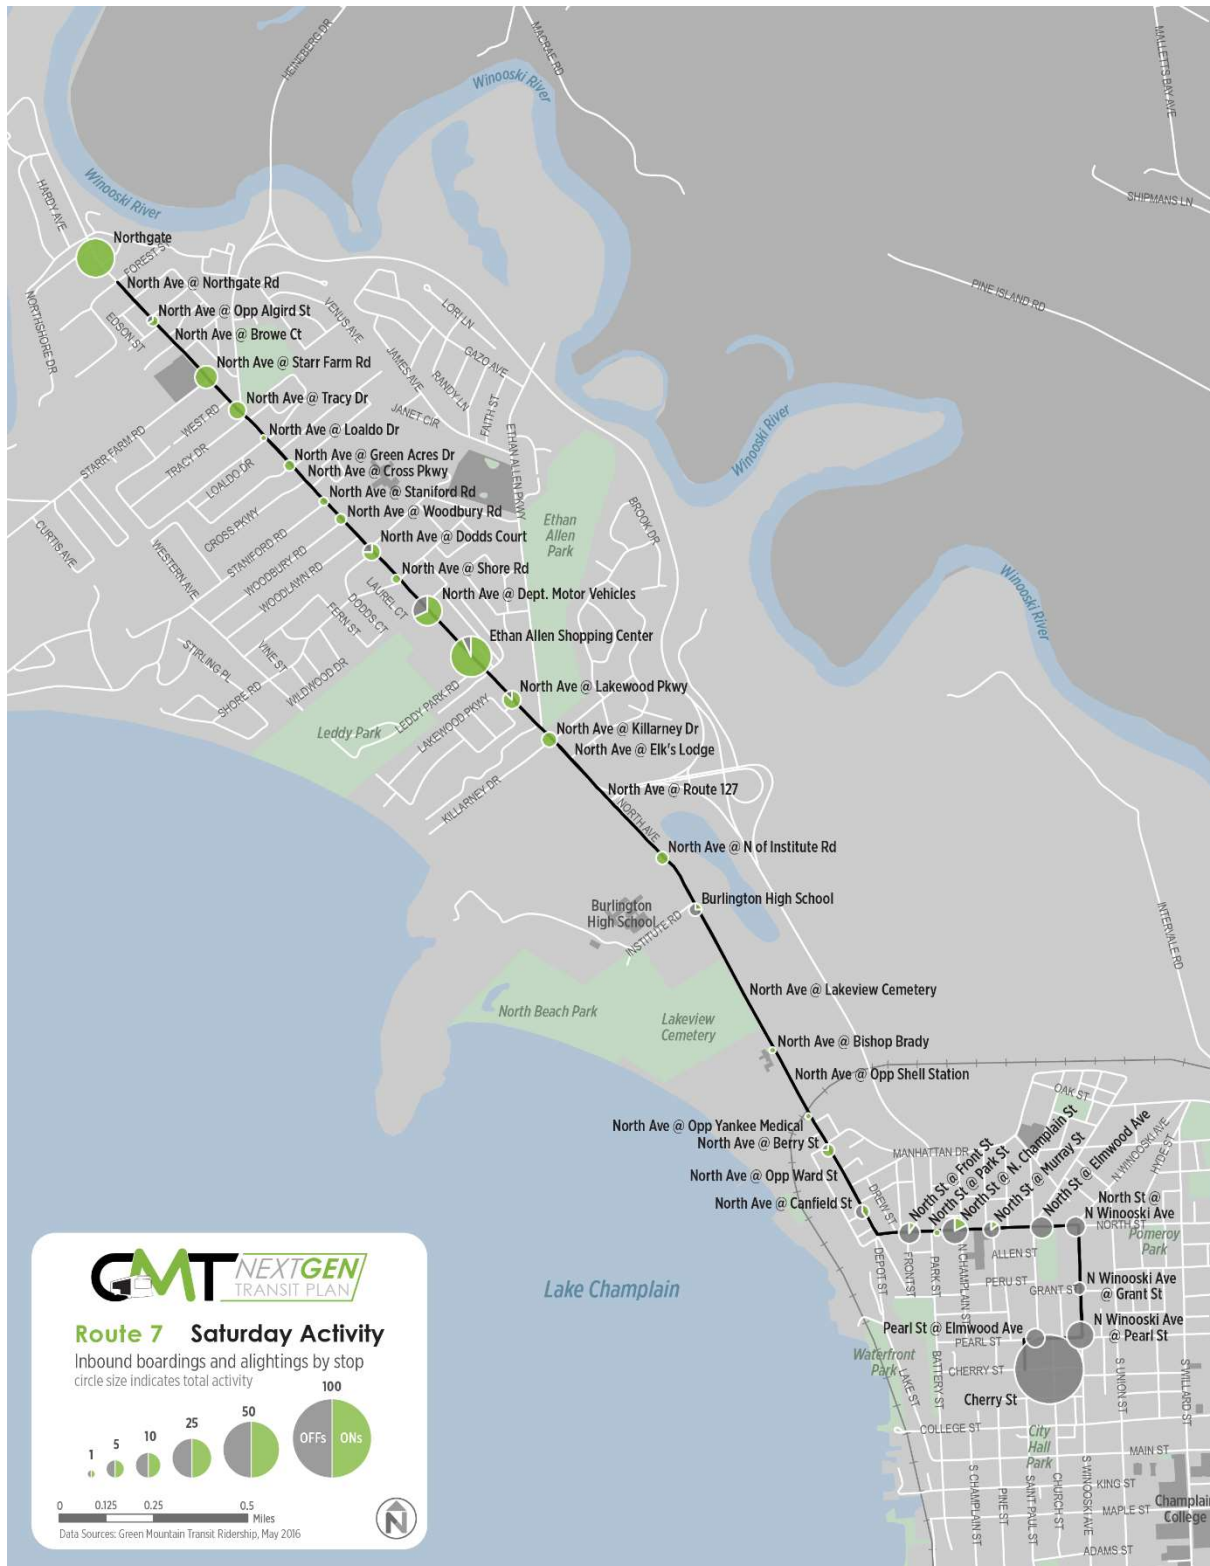 HEINEBERG DR
MACRAE RD
MALLETTS BAY AVE
Winooski River
SHIPMANS LN
HARDY AVE
Winooski River
Northgate
FOREST ST
North Ave @ Northgate Rd
NORTHSHORE DR
EDSON ST
North Ave @ Opp Algird St
VENUS AVE
LORI LN
PINE ISLAND RD
North Ave @ Browe Ct
JAMES AVE
GAZO AVE
North Ave @ Starr Farm Rd
RANDY LN
North Ave @ Tracy Dr
JANET CIR
FAITH ST
WEST RD
STARR FARM RD
TRACY DR
North Ave @ Loaldo Dr
ETHAN ALLEN PKWY
Winooski River
LOALDO DR
North Ave @ Green Acres Dr
North Ave @ Cross Pkwy
North Ave @ Staniford Rd
BROOK DR
CURTIS AVE
CROSS PKWY
North Ave @ Woodbury Rd
Ethan
Allen
Park
WESTERN AVE
STANIFORD RD
North Ave @ Dodds Court
WOODBURY RD
WOODLAWN RD
North Ave @ Shore Rd
LAUREL CT
DODDS CT
FERN ST
North Ave @ Dept. Motor Vehicles
Winooski River
Ethan Allen Shopping Center
STIRLING PL
VINE ST
SHORE RD
WILDWOOD DR
Leddy Park
LEDDY PARK RD
LAKEWOOD PKWY
North Ave @ Lakewood Pkwy
North Ave @ Killarney Dr
North Ave @ Elk's Lodge
KILLARNEY DR
North Ave @ Route 127
NORTH AVE
North Ave @ N of Institute Rd
Burlington High School
Burlington
High School
INSTITUTE RD
INTERVALE RD
North Ave @ Lakeview Cemetery
North Beach Park
Lakeview
Cemetery
North Ave @ Bishop Brady
North Ave @ Opp Shell Station
OAK ST
North Ave @ Opp Yankee Medical
North Ave @ Berry St
MANHATTAN DR
North St @ Front St
North St @ Park St
North St @ N. Champlain St
North St @ Murray St
North St @ Elmwood Ave
N WINOOSKI AVE
HYDE ST
North Ave @ Opp Ward St
DREW ST
North Ave @ Canfield St
North St @
N Winooski Ave
NORTH ST
Pomeroy
Park
DEPOT ST
FRONT ST
PARK ST
N CHAMPLAIN ST
ALLEN ST
PERU ST
GRANT ST
N Winooski Ave
@ Grant St
Lake Champlain
Pearl St @ Elmwood Ave
PEARL ST
N Winooski Ave
@ Pearl St
Waterfront
Park
LAKE ST
BATTERY ST
CHERRY ST
Cherry St
S UNION ST
S WILLARD ST
COLLEGE ST
City
Hall
Park
MAIN ST
S CHAMPLAIN ST
PINE ST
SAINT PAUL ST
CHURCH ST
S WINOOSKI AVE
KING ST
MAPLE ST
Champlain
College
ADAMS ST
GMT NEXTGEN
TRANSIT PLAN
Route 7 Saturday Activity
Inbound boardings and alightings by stop
circle size indicates total activity
1 5 10 25 50 100
OFFs ONs
0 0.125 0.25 0.5
Miles
Data Sources: Green Mountain Transit Ridership, May 2016
N